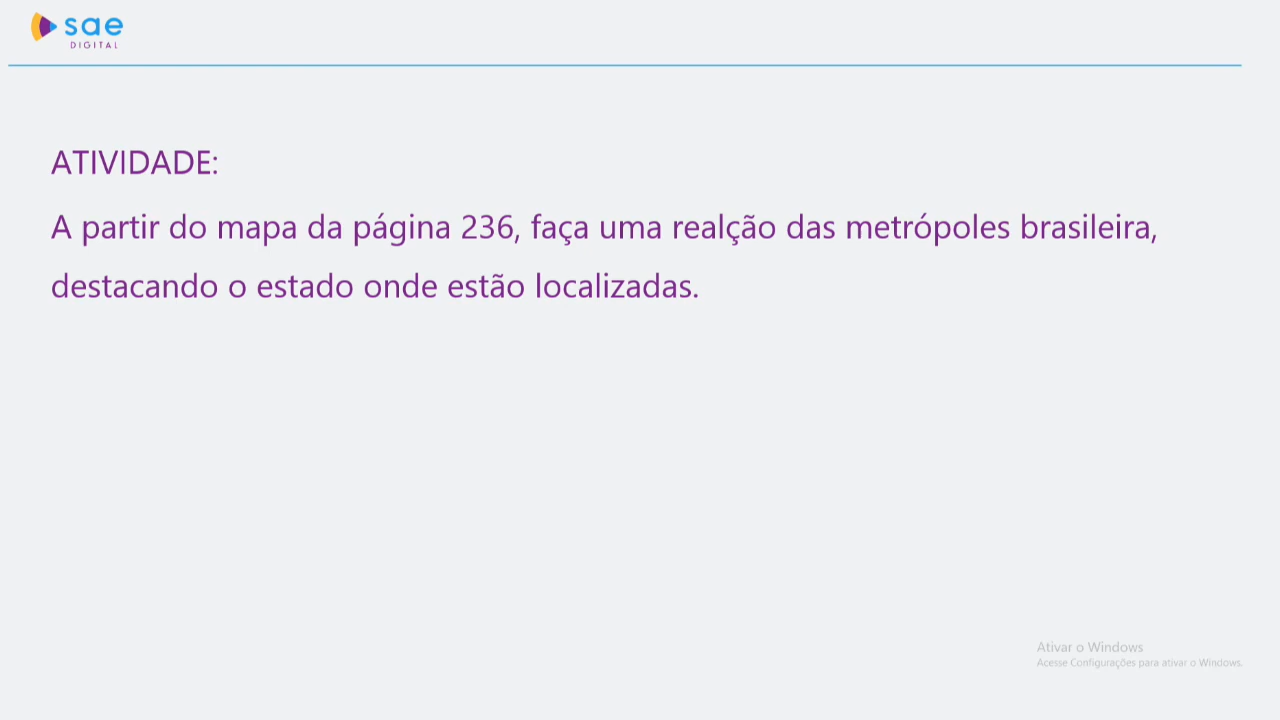 sae
DIGITAL
ATIVIDADE:
A partir do mapa da página 236, faça uma realção das metrópoles brasileira,
destacando o estado onde estão localizadas.
Ativar o Windows
Acesse Configurações para ativar o Windows.